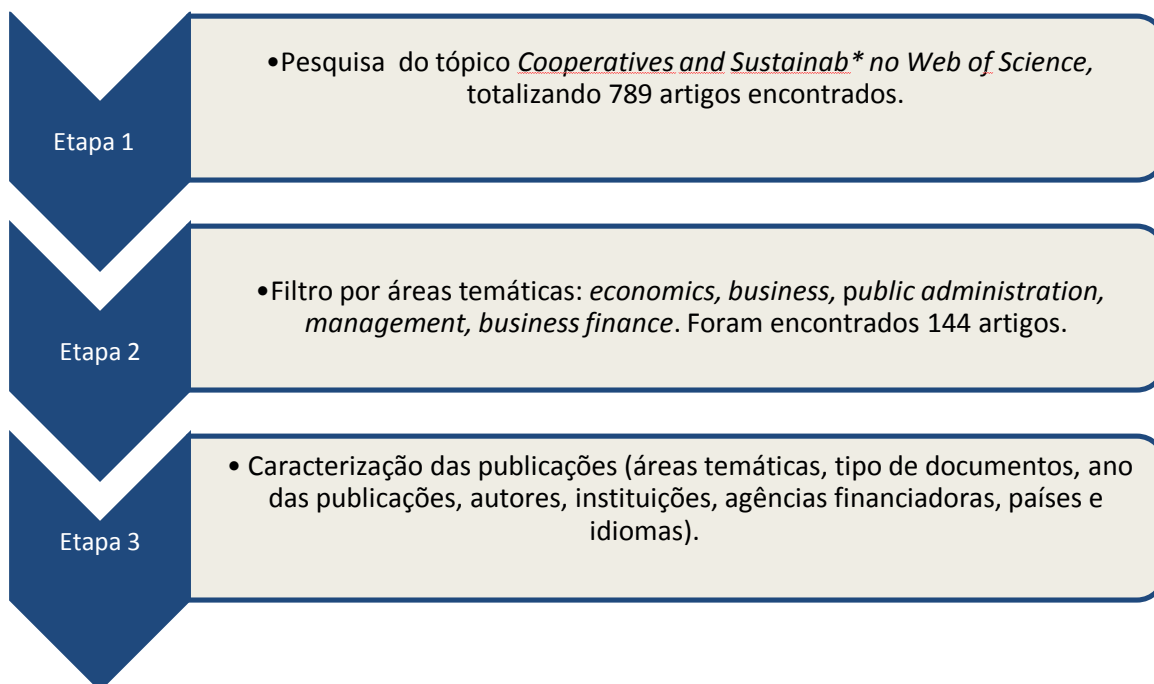 •Pesquisa do tópico Cooperatives and Sustainab* no Web of Science,
totalizando 789 artigos encontrados.
Etapa 1
•Filtro por áreas temáticas: economics, business, public administration,
management, business finance. Foram encontrados 144 artigos.
Etapa 2
• Caracterização das publicações (áreas temáticas, tipo de documentos, ano
das publicações, autores, instituições, agências financiadoras, países e
idiomas).
Etapa 3